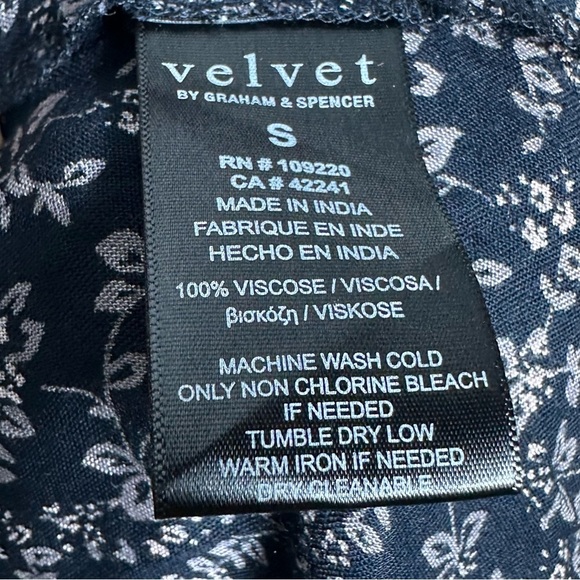 velvet
BY GRAHAM & SPENCER
S
RN # 109220
CA # 42241
MADE IN INDIA
FABRIQUE EN INDE
HECHO EN INDIA
100% VISCOSE / VISCOSA /
βισκόζη / VISKOSE
MACHINE WASH COLD
ONLY NON CHLORINE BLEACH
IF NEEDED
TUMBLE DRY LOW
WARM IRON IF NEEDED
DRY CLEANABLE